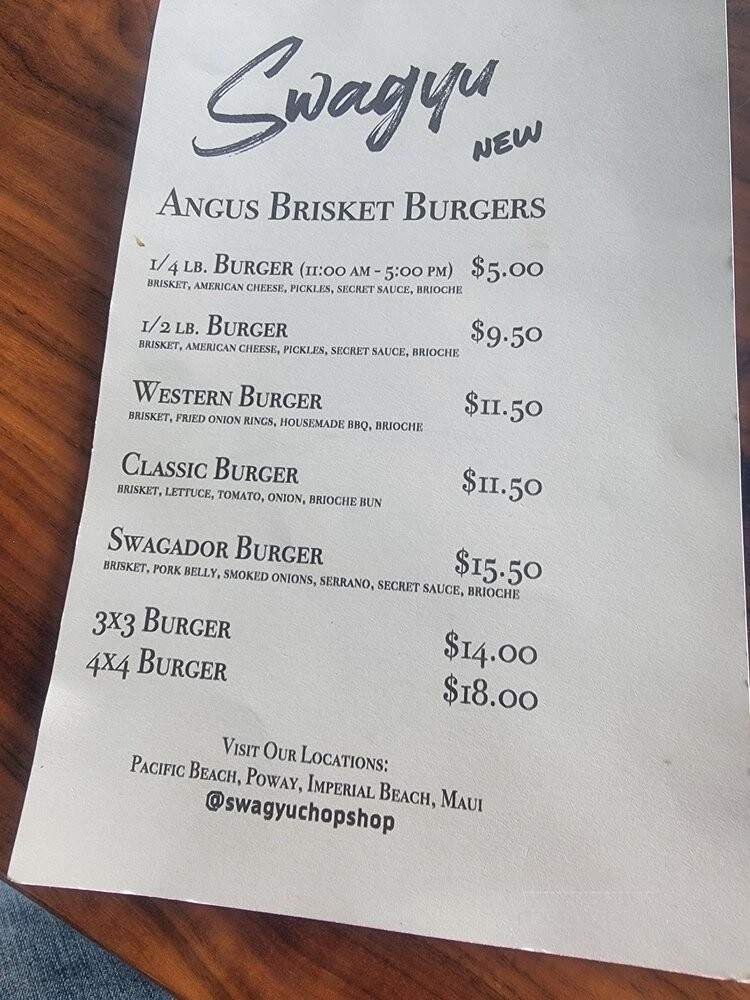 Swagyu
NEW
ANGUS BRISKET BURGERS
1/4 LB. BURGER (11:00 AM - 5:00 PM) $5.00
BRISKET, AMERICAN CHEESE, PICKLES, SECRET SAUCE, BRIOCHE
1/2 LB. BURGER $9.50
BRISKET, AMERICAN CHEESE, PICKLES, SECRET SAUCE, BRIOCHE
WESTERN BURGER $11.50
BRISKET, FRIED ONION RINGS, HOUSEMADE BBQ, BRIOCHE
CLASSIC BURGER $11.50
BRISKET, LETTUCE, TOMATO, ONION, BRIOCHE BUN
SWAGADOR BURGER $15.50
BRISKET, PORK BELLY, SMOKED ONIONS, SERRANO, SECRET SAUCE, BRIOCHE
3X3 BURGER $14.00
4X4 BURGER $18.00
VISIT OUR LOCATIONS:
PACIFIC BEACH, POWAY, IMPERIAL BEACH, MAUI
@swagyuchopshop